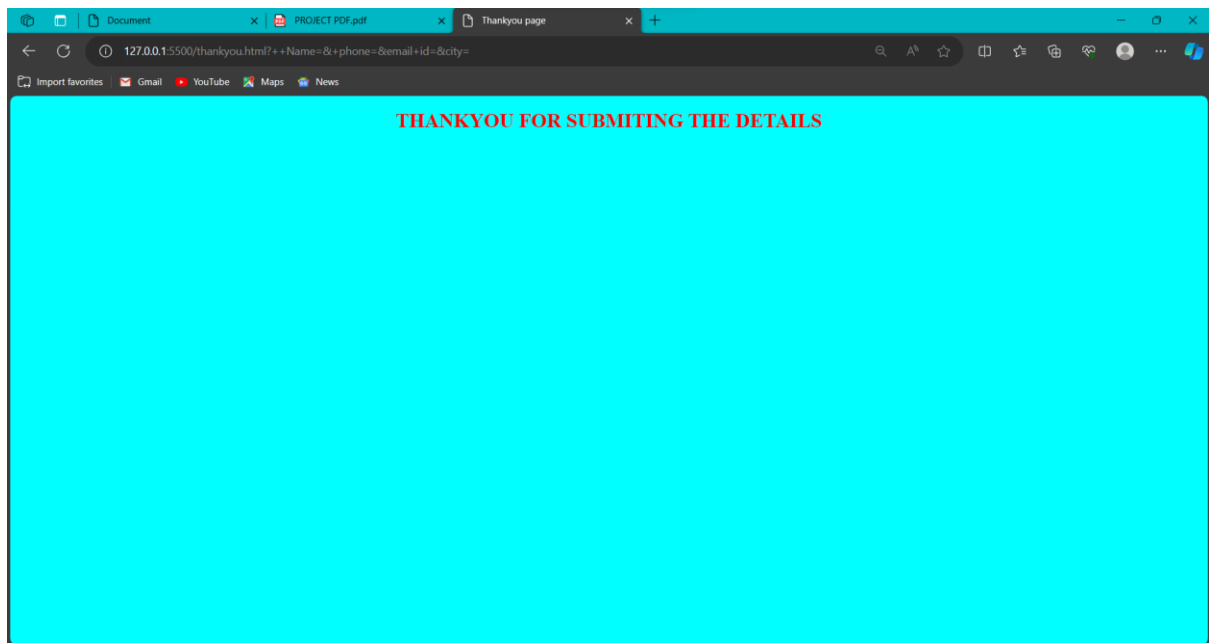 Document
PROJECT PDF.pdf
Thankyou page
127.0.0.1:5500/thankyou.html?++Name=&+phone=&email+id=&city=
Import favorites Gmail YouTube Maps News
THANKYOU FOR SUBMITING THE DETAILS